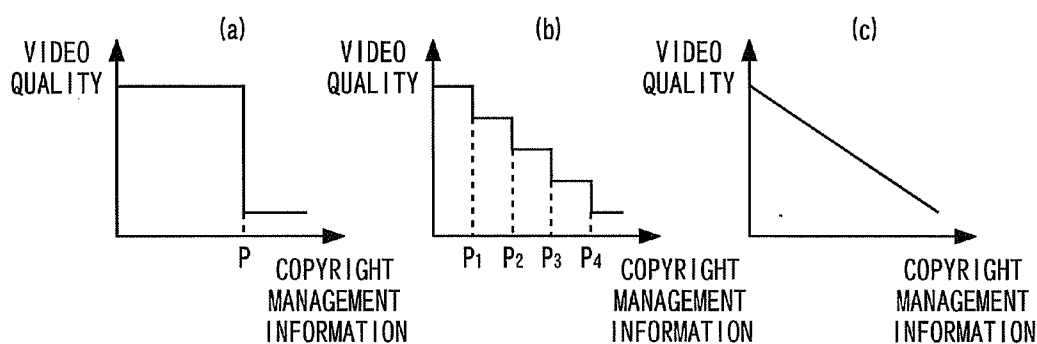 (a)
VIDEO
QUALITY
P
COPYRIGHT
MANAGEMENT
INFORMATION
(b)
VIDEO
QUALITY
P1 P2 P3 P4
COPYRIGHT
MANAGEMENT
INFORMATION
(c)
VIDEO
QUALITY
COPYRIGHT
MANAGEMENT
INFORMATION